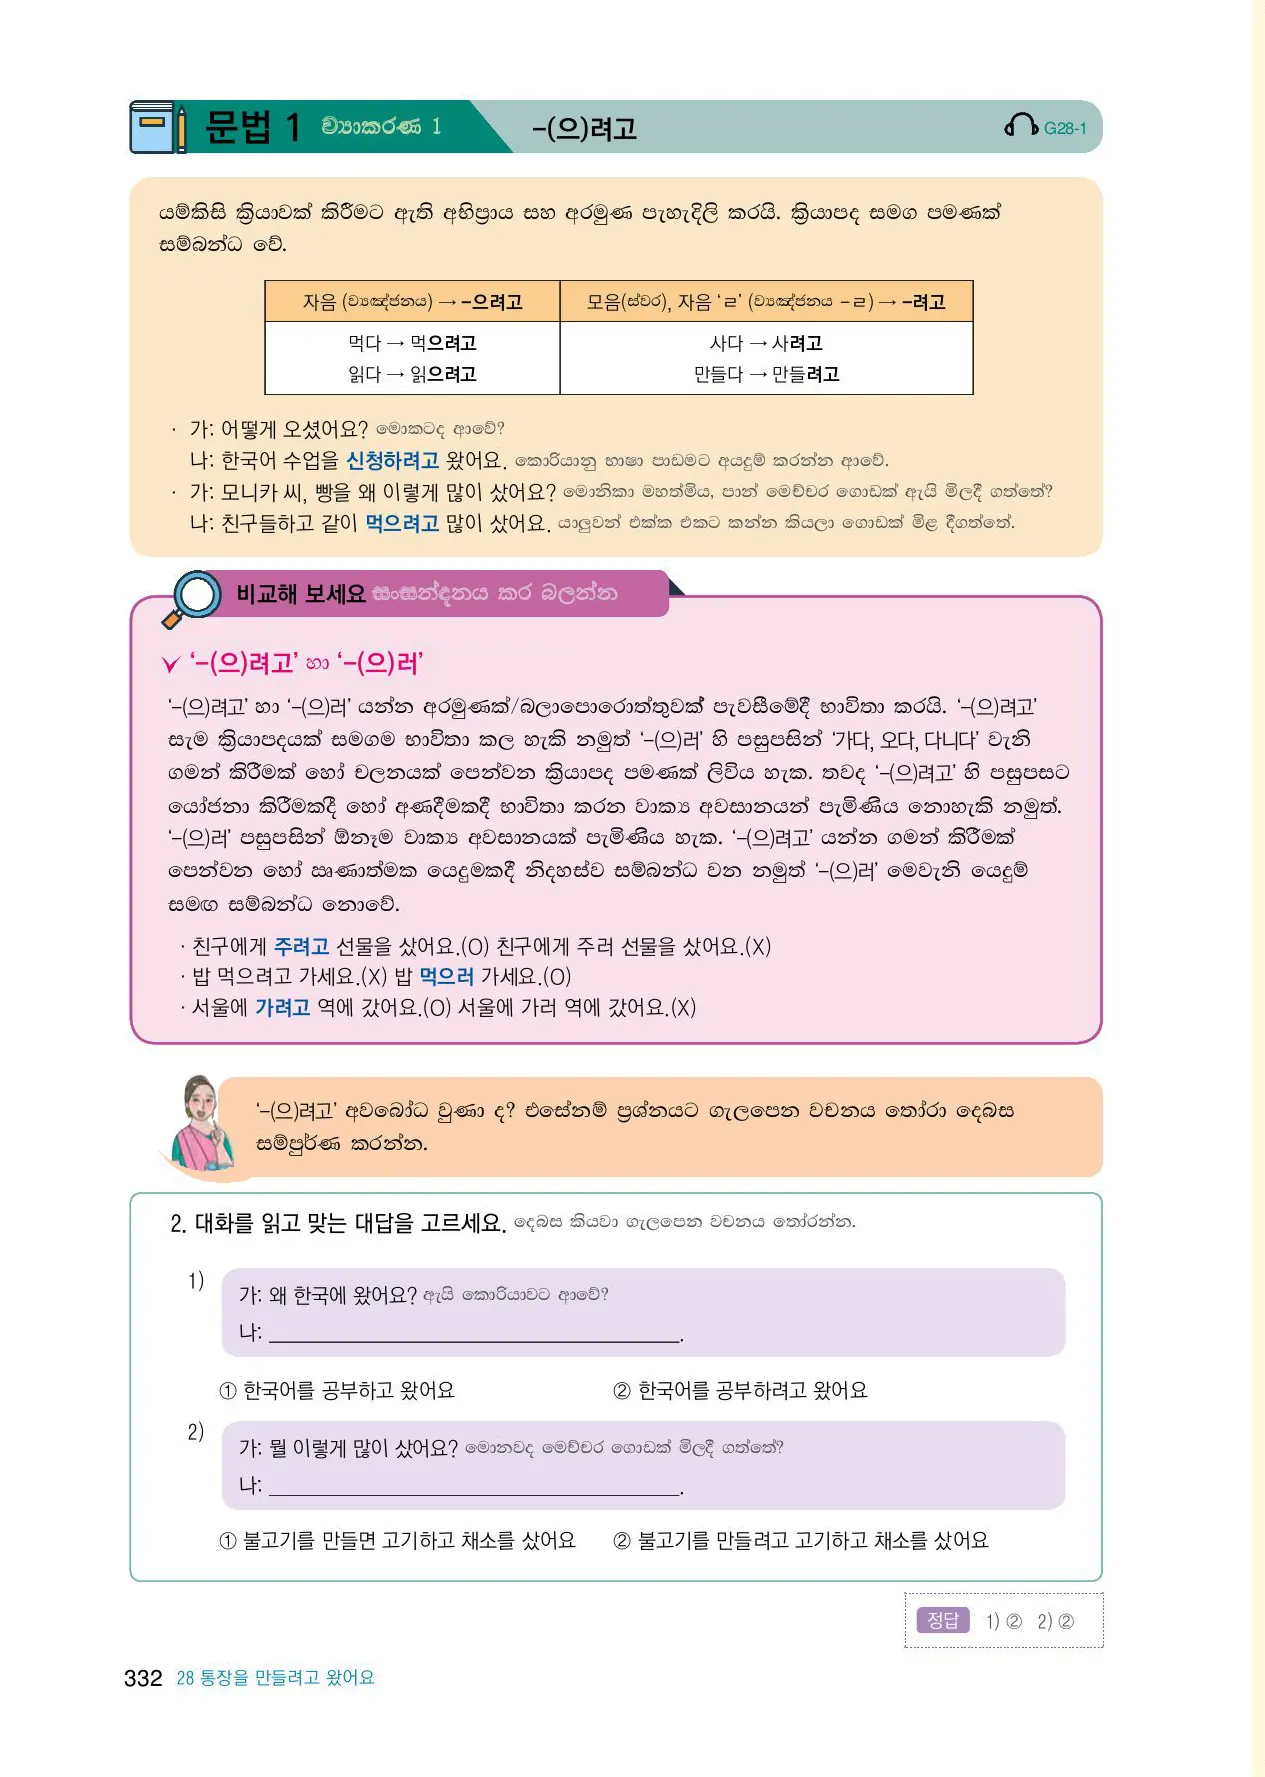 문법 1 ව්‍යාකරණ 1 -(으)려고 G28-1
යම්කිසි ක්‍රියාවක් කිරීමට ඇති අභිප්‍රාය සහ අරමුණ පැහැදිලි කරයි. ක්‍රියාපද සමග පමණක්
සම්බන්ධ වේ.
자음 (ව්‍යඤ්ජනය) → -으려고 모음(ස්වර), 자음 ‘ㄹ’ (ව්‍යඤ්ජනය -ㄹ) → -려고
먹다 → 먹으려고 사다 → 사려고
읽다 → 읽으려고 만들다 → 만들려고
· 가: 어떻게 오셨어요? මොකටද ආවේ?
나: 한국어 수업을 신청하려고 왔어요. කොරියානු භාෂා පාඩමට අයදුම් කරන්න ආවේ.
· 가: 모니카 씨, 빵을 왜 이렇게 많이 샀어요? මොනිකා මහත්මිය, පාන් මෙච්චර ගොඩක් ඇයි මිලදී ගත්තේ?
나: 친구들하고 같이 먹으려고 많이 샀어요. යාලුවන් එක්ක එකට කන්න කියලා ගොඩක් මිළ දීගත්තේ.
비교해 보세요 සංසන්දනය කර බලන්න
‘-(으)려고’ හා ‘-(으)러’
‘-(으)려고’ හා ‘-(으)러’ යන්න අරමුණක්/බලාපොරොත්තුවක් පැවසීමේදී භාවිතා කරයි. ‘-(으)려고’
සැම ක්‍රියාපදයක් සමගම භාවිතා කල හැකි නමුත් ‘-(으)러’ හි පසුපසින් ‘가다, 오다, 다니다’ වැනි
ගමන් කිරීමක් හෝ චලනයක් පෙන්වන ක්‍රියාපද පමණක් ලිවිය හැක. තවද ‘-(으)려고’ හි පසුපසට
යෝජනා කිරීමකදී හෝ අණදීමකදී භාවිතා කරන වාක්‍ය අවසානයන් පැමිණිය නොහැකි නමුත්.
‘-(으)러’ පසුපසින් ඕනෑම වාක්‍ය අවසානයක් පැමිණිය හැක. ‘-(으)려고’ යන්න ගමන් කිරීමක්
පෙන්වන හෝ ඍණාත්මක යෙදුමකදී නිදහස්ව සම්බන්ධ වන නමුත් ‘-(으)러’ මෙවැනි යෙදුම්
සමඟ සම්බන්ධ නොවේ.
· 친구에게 주려고 선물을 샀어요.(O) 친구에게 주러 선물을 샀어요.(X)
· 밥 먹으려고 가세요.(X) 밥 먹으러 가세요.(O)
· 서울에 가려고 역에 갔어요.(O) 서울에 가러 역에 갔어요.(X)
‘-(으)려고’ අවබෝධ වුණා ද? එසේනම් ප්‍රශ්නයට ගැලපෙන වචනය තෝරා දෙබස
සම්පුර්ණ කරන්න.
2. 대화를 읽고 맞는 대답을 고르세요. දෙබස කියවා ගැලපෙන වචනය තෝරන්න.
1)
가: 왜 한국에 왔어요? ඇයි කොරියාවට ආවේ?
나: ________________________________.
① 한국어를 공부하고 왔어요 ② 한국어를 공부하려고 왔어요
2)
가: 뭘 이렇게 많이 샀어요? මොනවද මෙච්චර ගොඩක් මිලදී ගත්තේ?
나: ________________________________.
① 불고기를 만들면 고기하고 채소를 샀어요 ② 불고기를 만들려고 고기하고 채소를 샀어요
정답 1) ② 2) ②
332 28 통장을 만들려고 왔어요